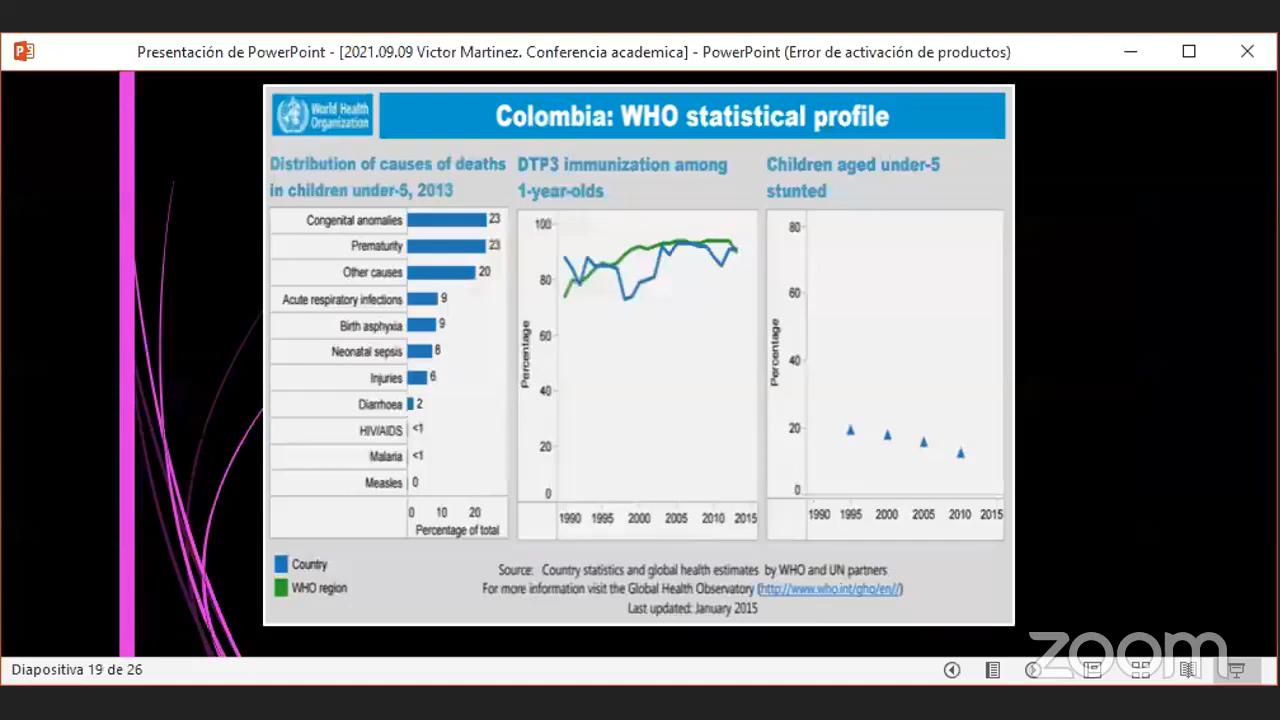 Presentación de PowerPoint - [2021.09.09 Victor Martinez. Conferencia academica] - PowerPoint (Error de activación de productos)
World Health
Organization
Colombia: WHO statistical profile
Distribution of causes of deaths
in children under-5, 2013
Congenital anomalies 23
Prematurity 23
Other causes 20
Acute respiratory infections 9
Birth asphyxia 9
Neonatal sepsis 8
Injuries 6
Diarrhoea 2
HIV/AIDS <1
Malaria <1
Measles 0
0 10 20
Percentage of total
DTP3 immunization among
1-year-olds
100
80
60
40
20
0
Percentage
1990 1995 2000 2005 2010 2015
Children aged under-5
stunted
80
60
40
20
0
Percentage
1990 1995 2000 2005 2010 2015
Country
WHO region
Source: Country statistics and global health estimates by WHO and UN partners
For more information visit the Global Health Observatory (http://www.who.int/gho/en//)
Last updated: January 2015
Diapositiva 19 de 26
zoom